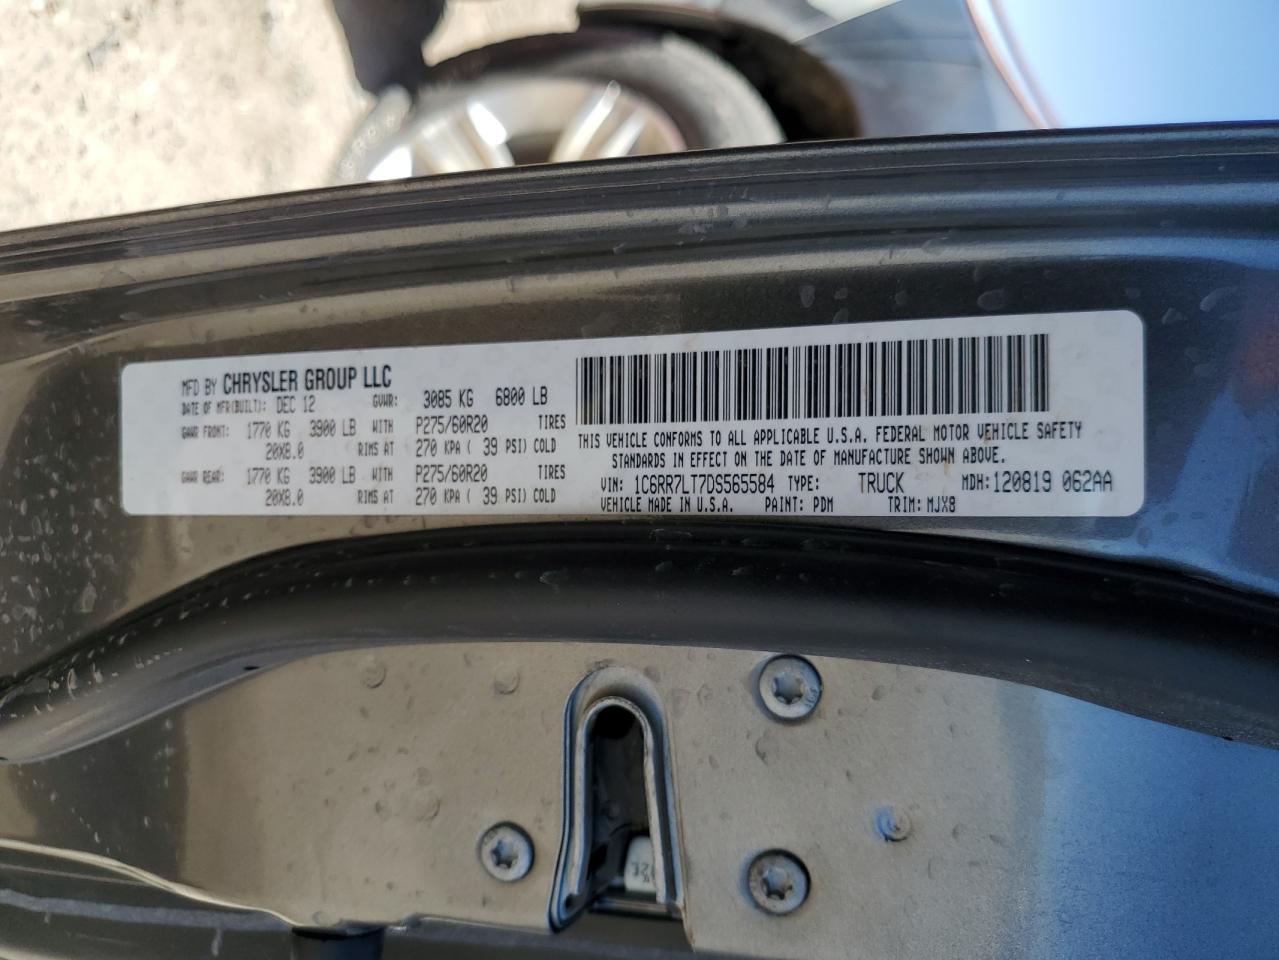 MFD BY CHRYSLER GROUP LLC
DATE OF MFR(BUILT): DEC 12 GVWR: 3085 KG 6800 LB
GAWR FRONT: 1770 KG 3900 LB WITH P275/60R20 TIRES
20X8.0 RIMS AT 270 KPA ( 39 PSI) COLD
GAWR REAR: 1770 KG 3900 LB WITH P275/60R20 TIRES
20X8.0 RIMS AT 270 KPA ( 39 PSI) COLD
THIS VEHICLE CONFORMS TO ALL APPLICABLE U.S.A. FEDERAL MOTOR VEHICLE SAFETY
STANDARDS IN EFFECT ON THE DATE OF MANUFACTURE SHOWN ABOVE.
VIN: 1C6RR7LT7DS565584 TYPE: TRUCK MDH: 120819 062AA
VEHICLE MADE IN U.S.A. PAINT: PDM TRIM: MJX8